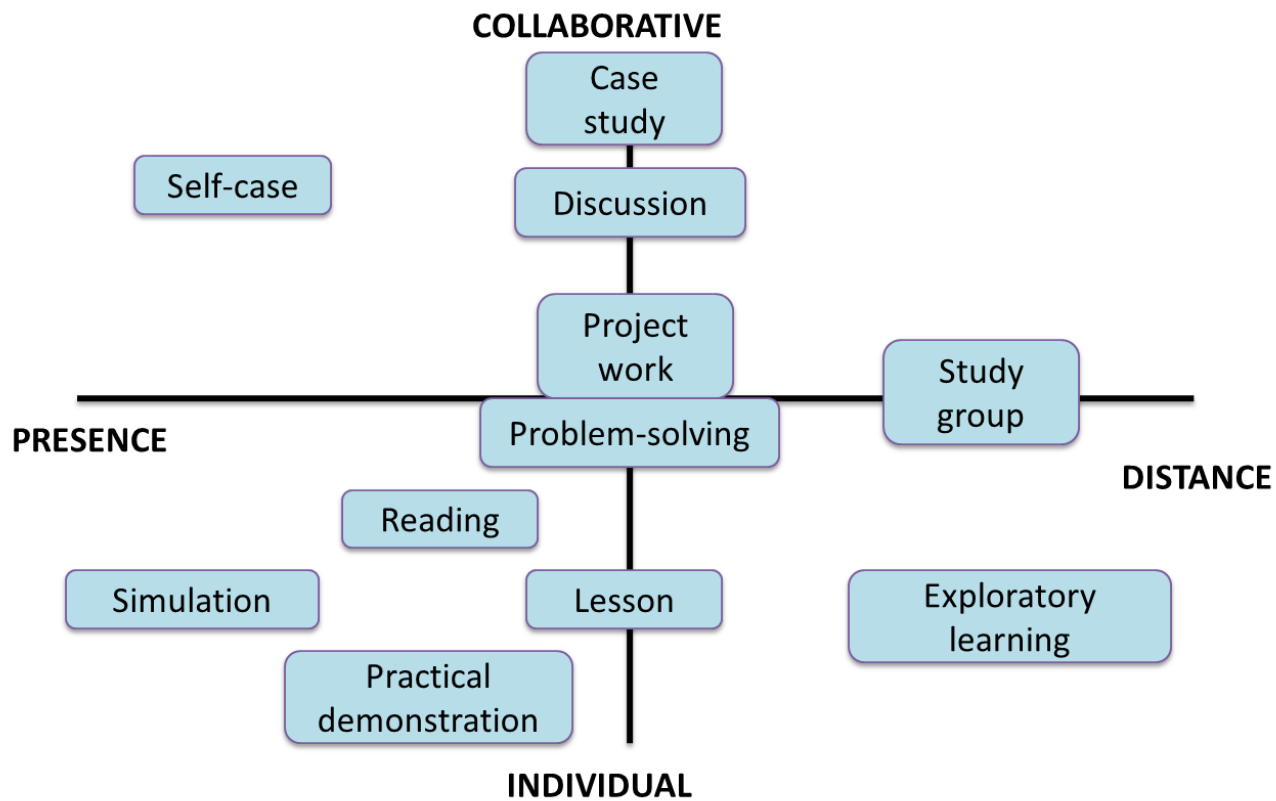 COLLABORATIVE
Case
study
Self-case
Discussion
Project
work
Study
group
PRESENCE
Problem-solving
DISTANCE
Reading
Simulation
Lesson
Exploratory
learning
Practical
demonstration
INDIVIDUAL